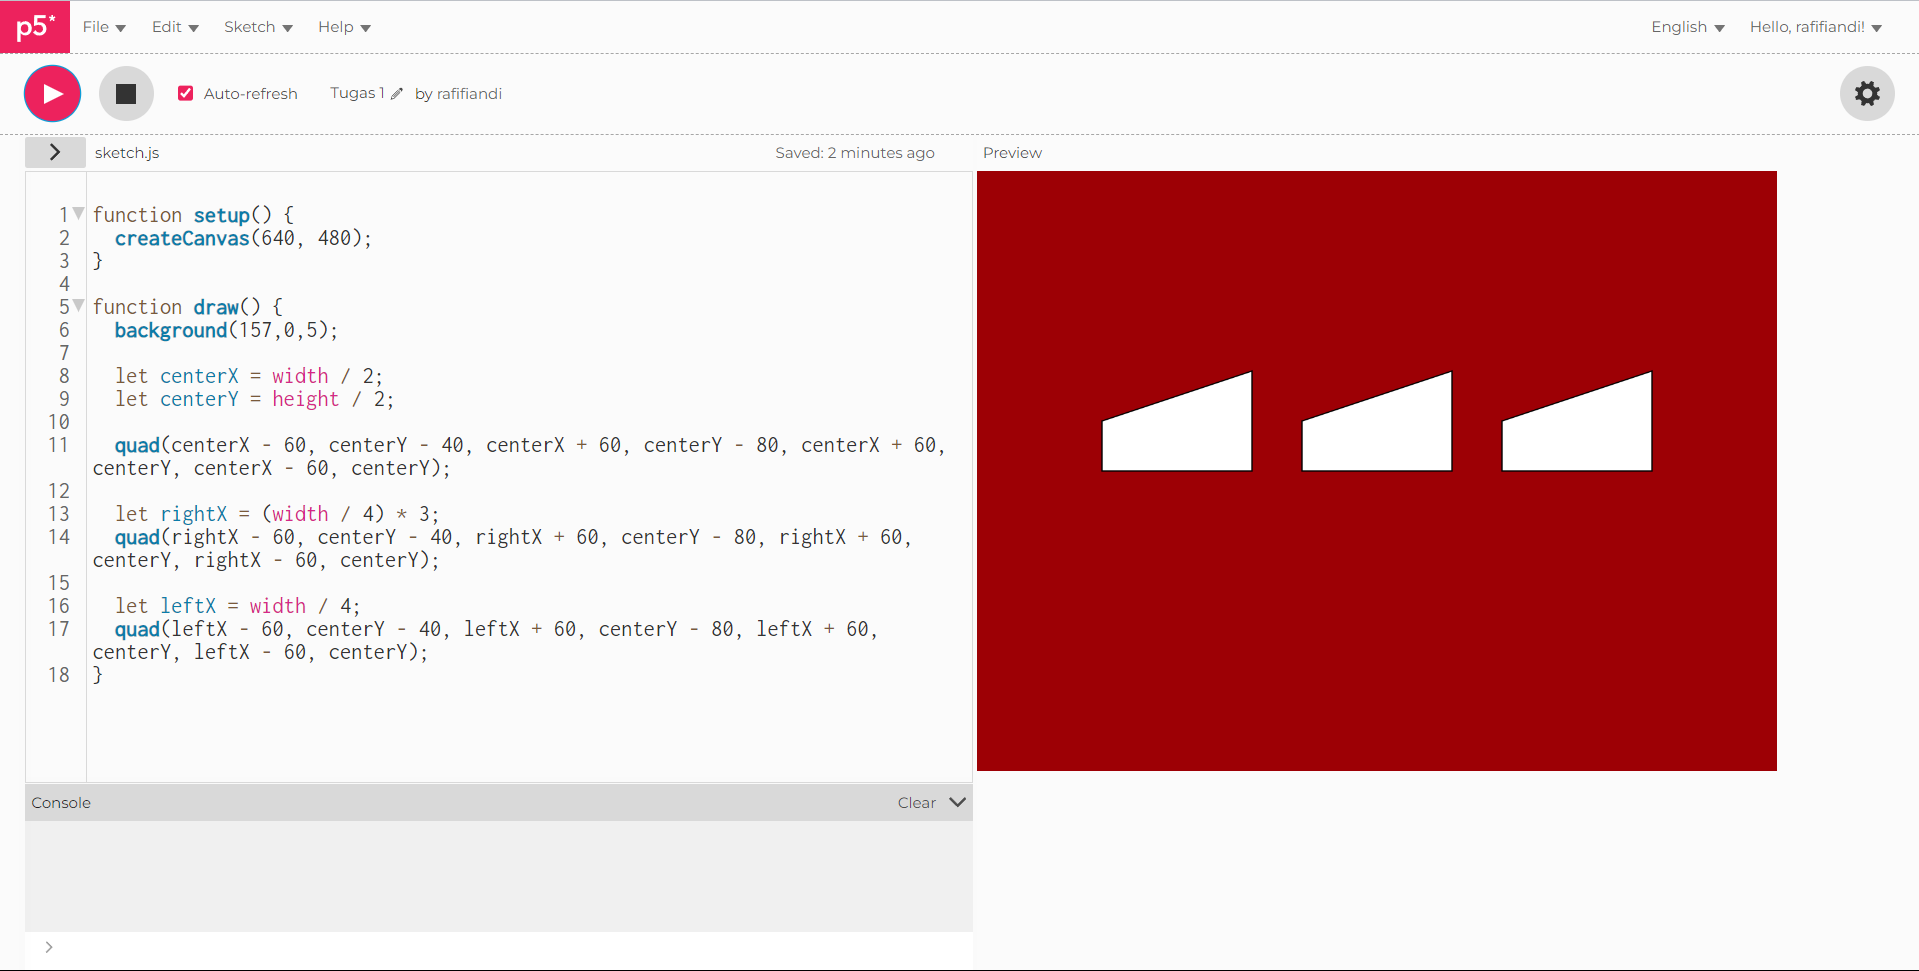 p5* File Edit Sketch Help English Hello, rafifiandi!
Auto-refresh Tugas 1 by rafifiandi
sketch.js Saved: 2 minutes ago Preview
1 function setup() {
2 createCanvas(640, 480);
3 }
4
5 function draw() {
6 background(157,0,5);
7
8 let centerX = width / 2;
9 let centerY = height / 2;
10
11 quad(centerX - 60, centerY - 40, centerX + 60, centerY - 80, centerX + 60,
centerY, centerX - 60, centerY);
12
13 let rightX = (width / 4) * 3;
14 quad(rightX - 60, centerY - 40, rightX + 60, centerY - 80, rightX + 60,
centerY, rightX - 60, centerY);
15
16 let leftX = width / 4;
17 quad(leftX - 60, centerY - 40, leftX + 60, centerY - 80, leftX + 60,
centerY, leftX - 60, centerY);
18 }
Console Clear
>